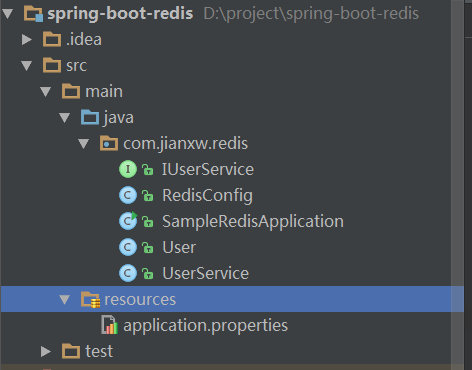 spring-boot-redis D:\project\spring-boot-redis
.idea
src
main
java
com.jianxw.redis
I IUserService
C RedisConfig
C SampleRedisApplication
C User
C UserService
resources
application.properties
test